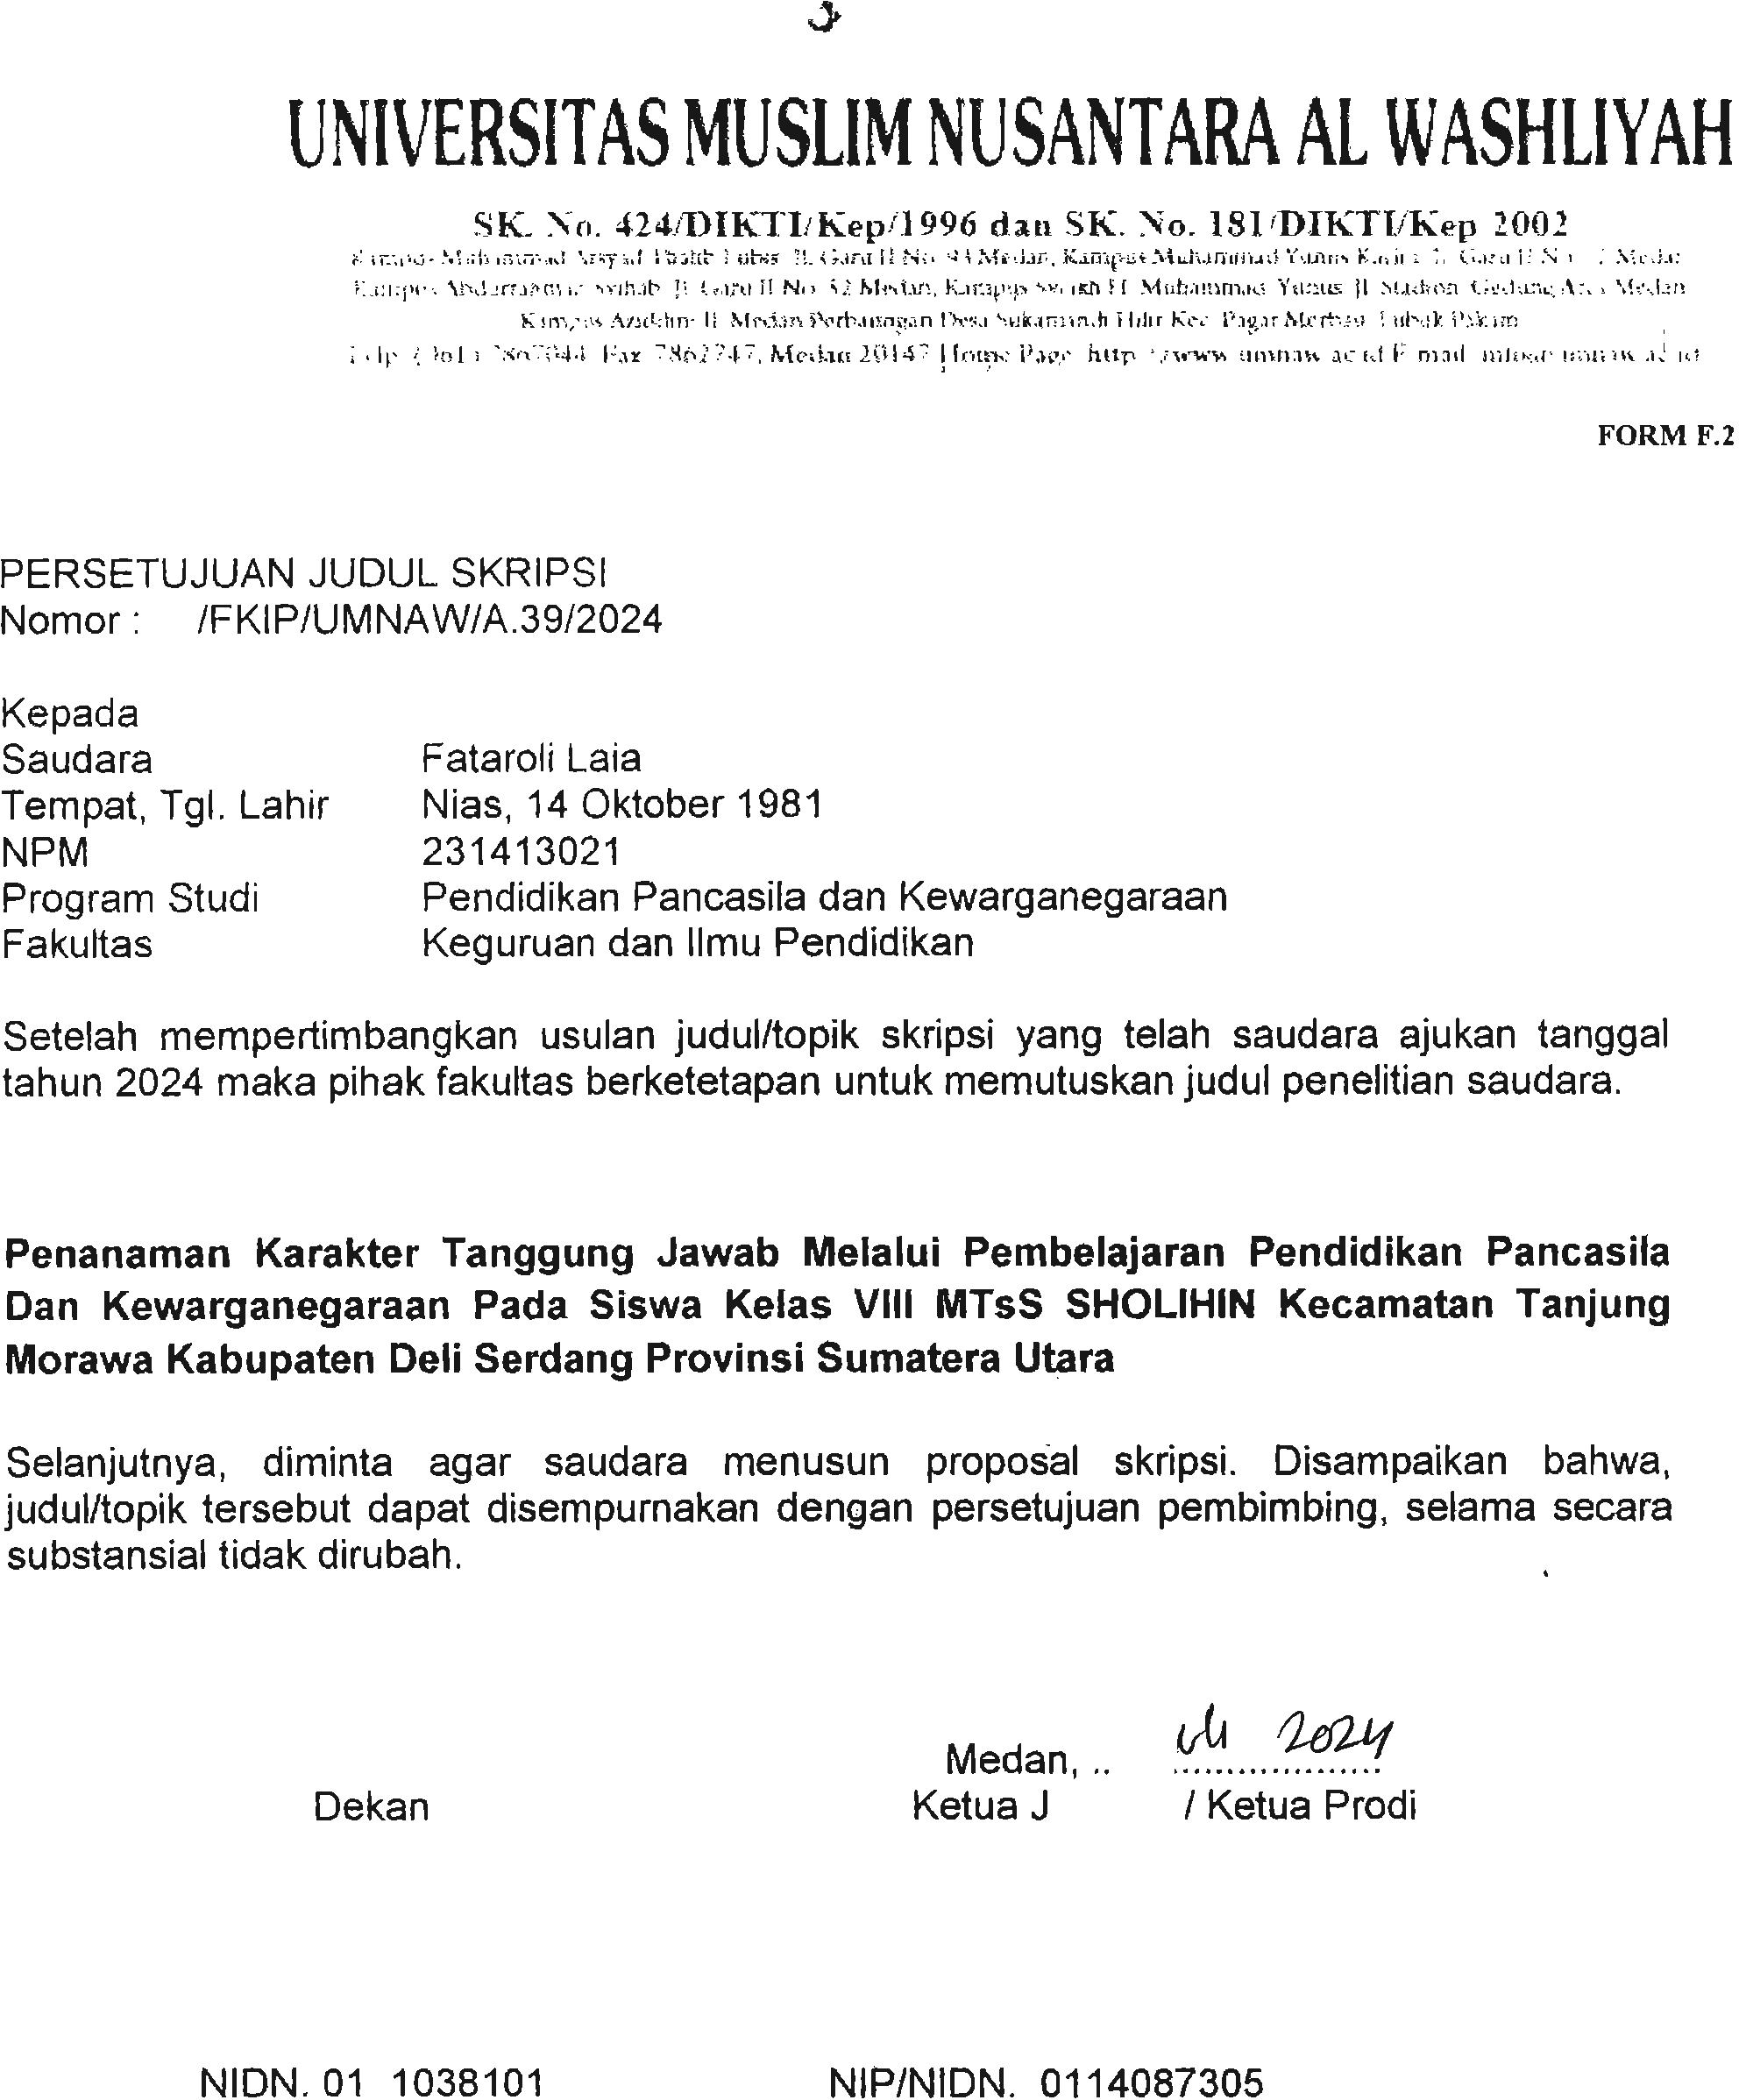 UNIVERSITAS MUSLIM NUSANTARA AL WASHLIYAH
SK. No. 424/DIKTI/Kep/1996 dan SK. No. 181/DIKTI/Kep 2002
FORM F.2
PERSETUJUAN JUDUL SKRIPSI
Nomor : /FKIP/UMNAW/A.39/2024
Kepada
Saudara Fataroli Laia
Tempat, Tgl. Lahir Nias, 14 Oktober 1981
NPM 231413021
Program Studi Pendidikan Pancasila dan Kewarganegaraan
Fakultas Keguruan dan Ilmu Pendidikan
Setelah mempertimbangkan usulan judul/topik skripsi yang telah saudara ajukan tanggal
tahun 2024 maka pihak fakultas berketetapan untuk memutuskan judul penelitian saudara.
Penanaman Karakter Tanggung Jawab Melalui Pembelajaran Pendidikan Pancasila
Dan Kewarganegaraan Pada Siswa Kelas VIII MTsS SHOLIHIN Kecamatan Tanjung
Morawa Kabupaten Deli Serdang Provinsi Sumatera Utara
Selanjutnya, diminta agar saudara menusun proposal skripsi. Disampaikan bahwa,
judul/topik tersebut dapat disempurnakan dengan persetujuan pembimbing, selama secara
substansial tidak dirubah.
Medan, .. 2024
Dekan Ketua J / Ketua Prodi
NIDN. 01 1038101 NIP/NIDN. 0114087305